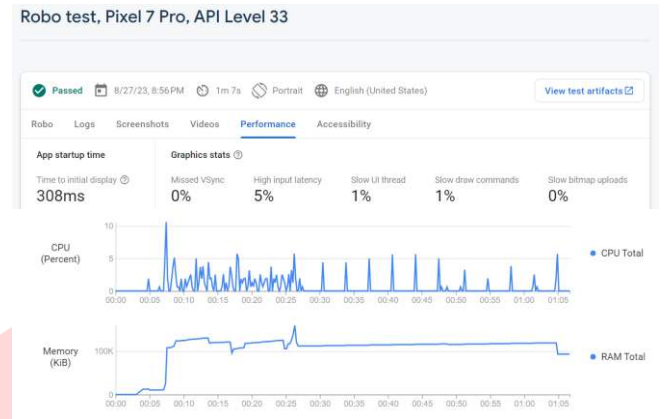 Robo test, Pixel 7 Pro, API Level 33
Passed 8/27/23, 8:56 PM 1m 7s Portrait English (United States) View test artifacts
Robo Logs Screenshots Videos Performance Accessibility
App startup time Graphics stats
Time to initial display Missed VSync High input latency Slow UI thread Slow draw commands Slow bitmap uploads
308ms 0% 5% 1% 1% 0%
10
CPU
(Percent)
5
CPU Total
0
00:00 00:05 00:10 00:15 00:20 00:25 00:30 00:35 00:40 00:45 00:50 00:55 01:00 01:05
Memory
(KiB)
100K
RAM Total
0
00:00 00:05 00:10 00:15 00:20 00:25 00:30 00:35 00:40 00:45 00:50 00:55 01:00 01:05